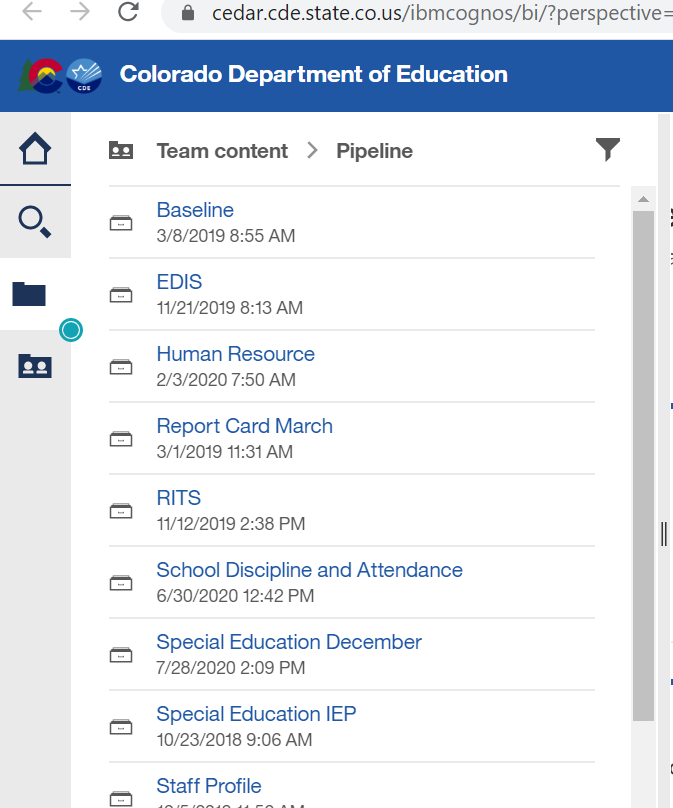 cedar.cde.state.co.us/ibmcognos/bi/?perspective=
CDE
Colorado Department of Education
Team content > Pipeline
Baseline
3/8/2019 8:55 AM
EDIS
11/21/2019 8:13 AM
Human Resource
2/3/2020 7:50 AM
Report Card March
3/1/2019 11:31 AM
RITS
11/12/2019 2:38 PM
School Discipline and Attendance
6/30/2020 12:42 PM
Special Education December
7/28/2020 2:09 PM
Special Education IEP
10/23/2018 9:06 AM
Staff Profile